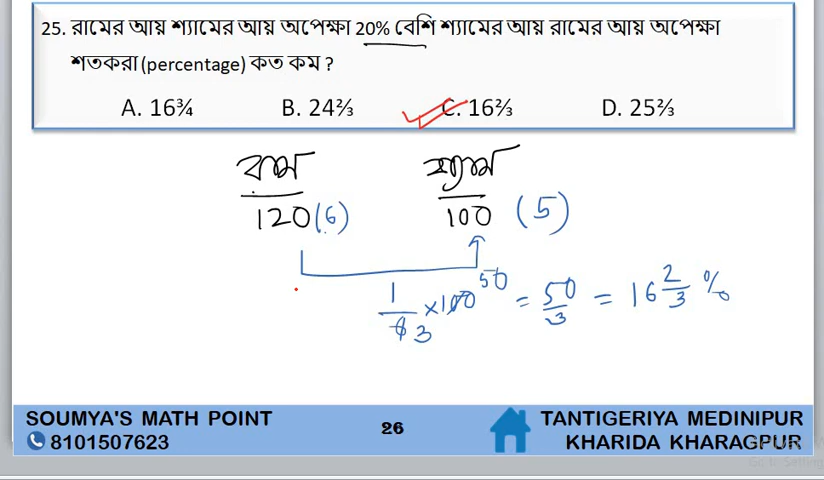 25. রামের আয় শ্যামের আয় অপেক্ষা 20% বেশি শ্যামের আয় রামের আয় অপেক্ষা
শতকরা (percentage) কত কম ?
A. 16¾ B. 24⅔ C. 16⅔ D. 25⅔
রাম শ্যাম
120 (6) 100 (5)
1/6 3 × 100 50 = 50/3 = 16 2/3 %
SOUMYA'S MATH POINT
8101507623
26
TANTIGERIYA MEDINIPUR
KHARIDA KHARAGPUR